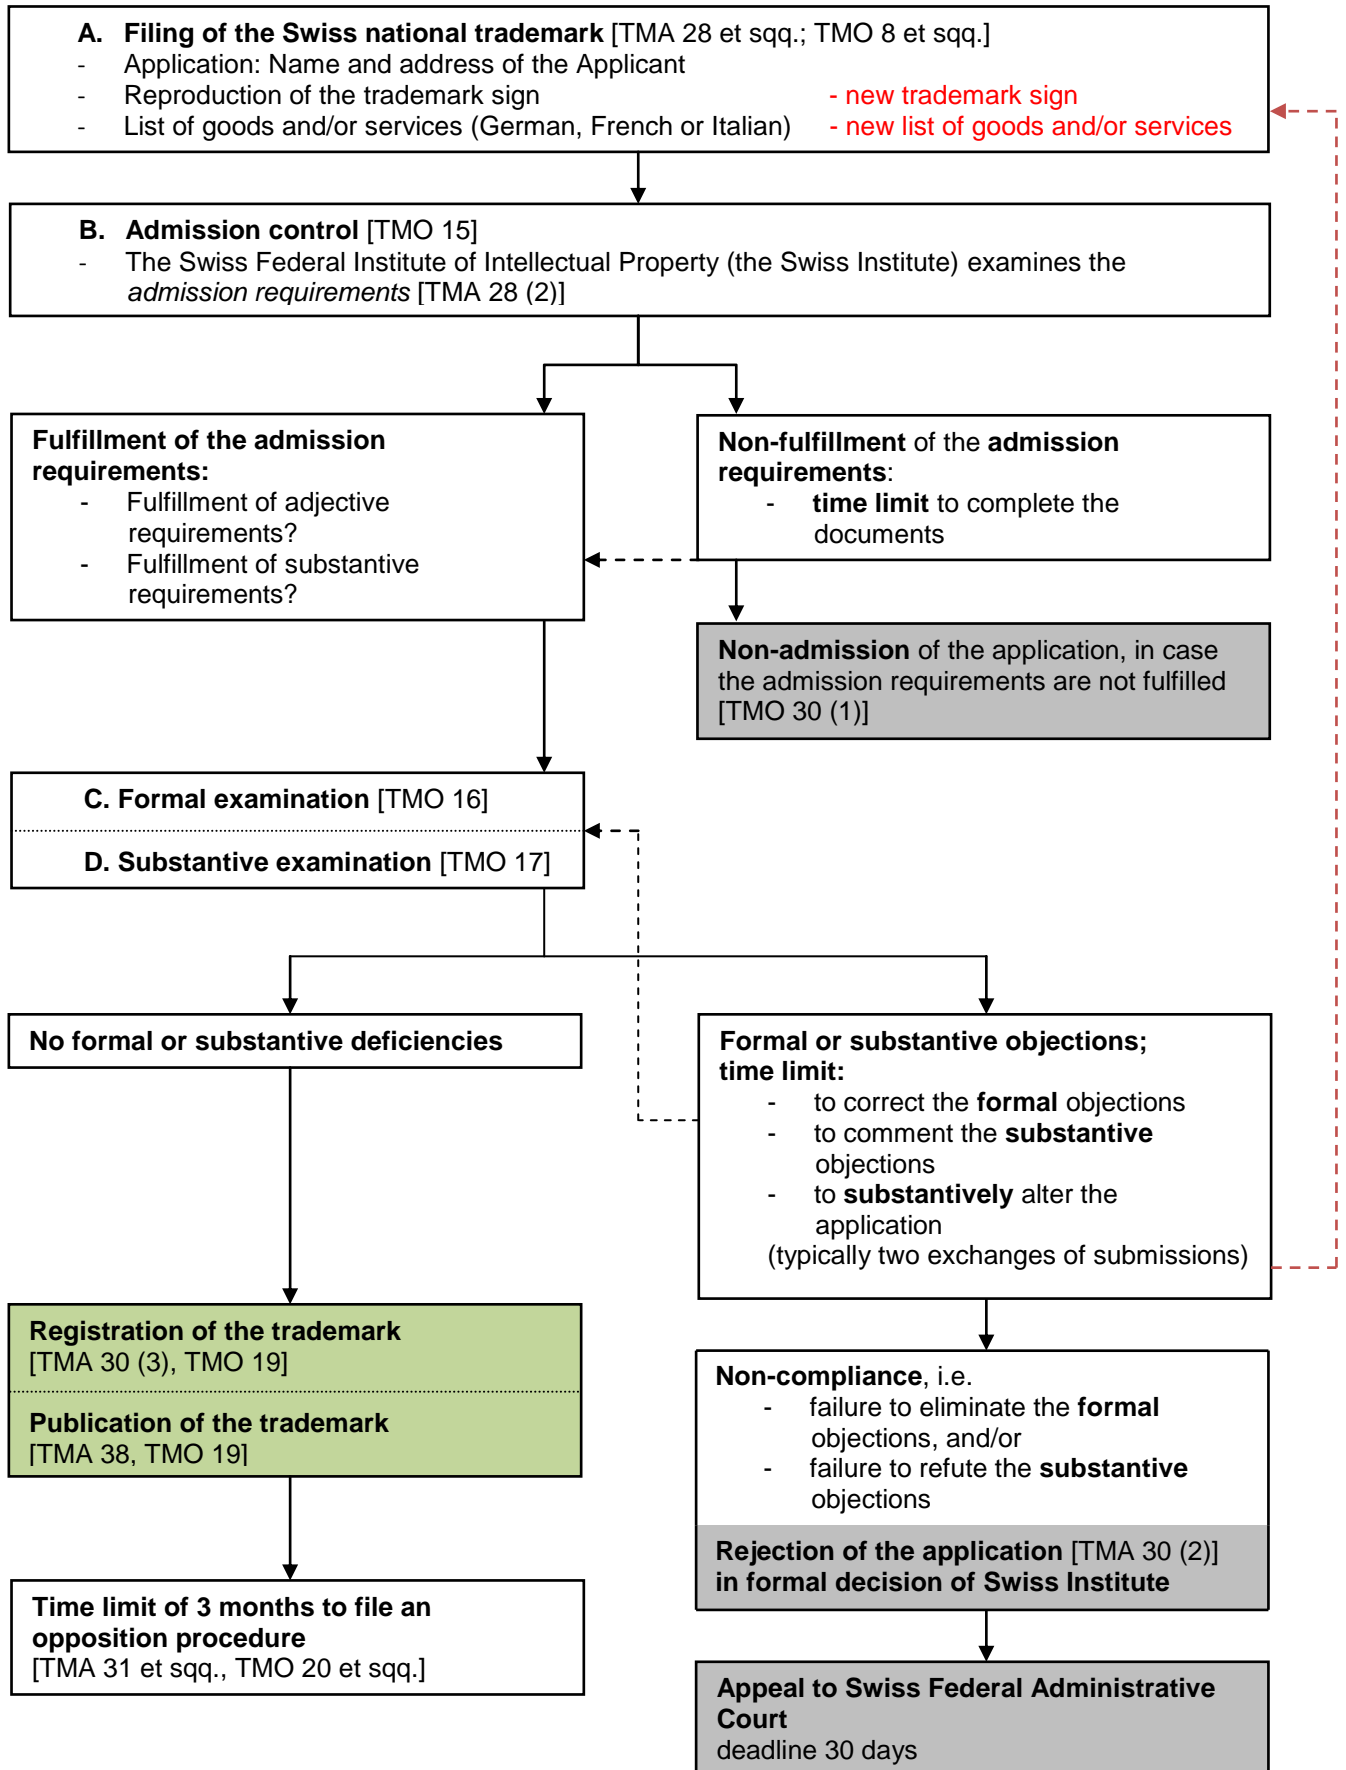 A. Filing of the Swiss national trademark [TMA 28 et sqq.; TMO 8 et sqq.]
- Application: Name and address of the Applicant
- Reproduction of the trademark sign - new trademark sign
- List of goods and/or services (German, French or Italian) - new list of goods and/or services
B. Admission control [TMO 15]
- The Swiss Federal Institute of Intellectual Property (the Swiss Institute) examines the
admission requirements [TMA 28 (2)]
Fulfillment of the admission
requirements:
- Fulfillment of adjective
requirements?
- Fulfillment of substantive
requirements?
Non-fulfillment of the admission
requirements:
- time limit to complete the
documents
Non-admission of the application, in case
the admission requirements are not fulfilled
[TMO 30 (1)]
C. Formal examination [TMO 16]
D. Substantive examination [TMO 17]
No formal or substantive deficiencies
Formal or substantive objections;
time limit:
- to correct the formal objections
- to comment the substantive
objections
- to substantively alter the
application
(typically two exchanges of submissions)
Registration of the trademark
[TMA 30 (3), TMO 19]
Publication of the trademark
[TMA 38, TMO 19]
Non-compliance, i.e.
- failure to eliminate the formal
objections, and/or
- failure to refute the substantive
objections
Rejection of the application [TMA 30 (2)]
in formal decision of Swiss Institute
Time limit of 3 months to file an
opposition procedure
[TMA 31 et sqq., TMO 20 et sqq.]
Appeal to Swiss Federal Administrative
Court
deadline 30 days